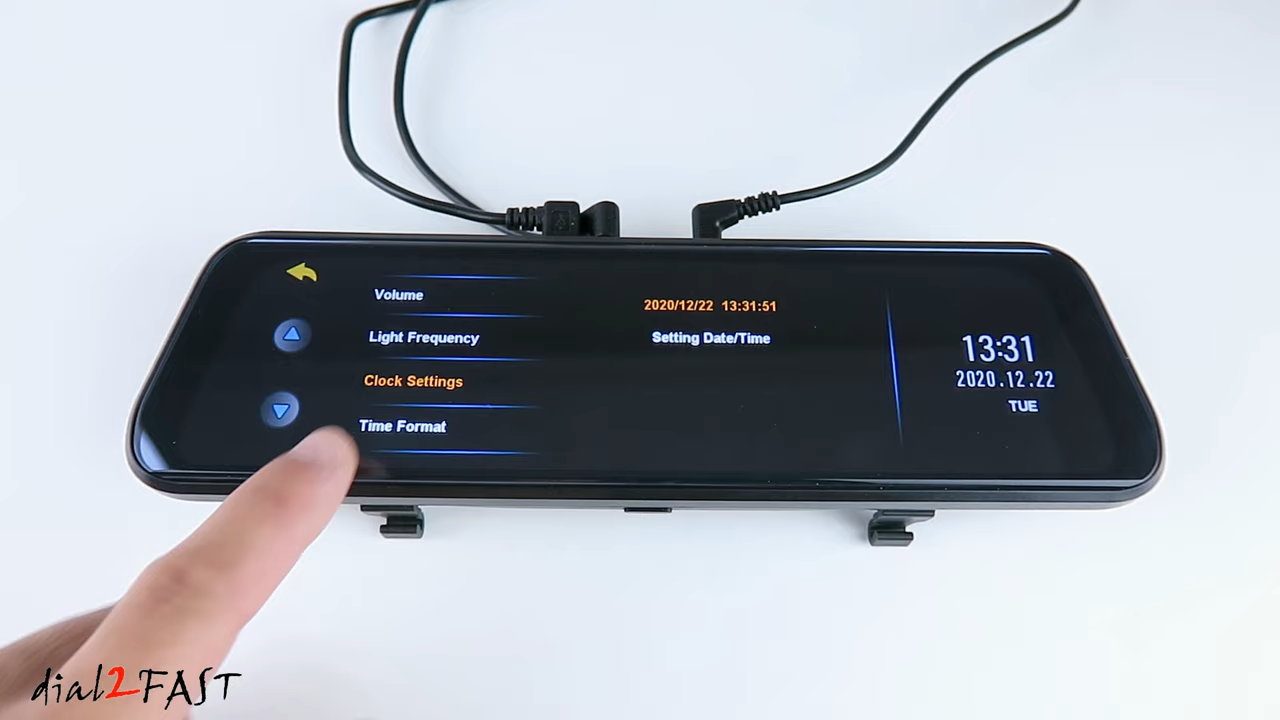 Volume
Light Frequency
Clock Settings
Time Format
2020/12/22 13:31:51
Setting Date/Time
13:31
2020.12.22
TUE
dial2FAST